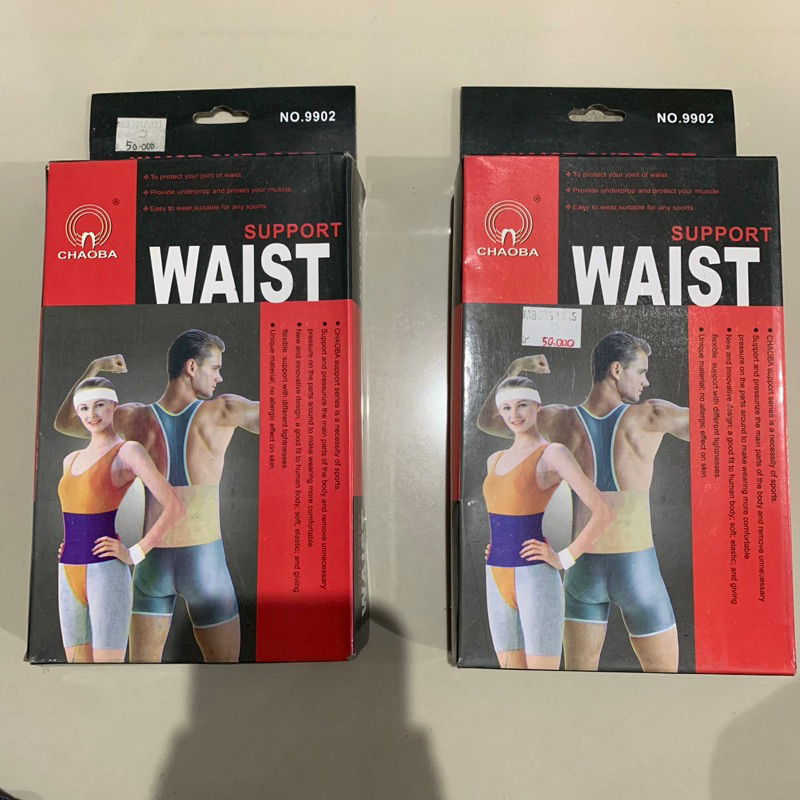 NO.9902
50.000
WAIST SUPPORT
To protect your joint of waist.
Provide underprop and protect your muscle
Easy to wear,suitable for any sports.
®
CHAOBA
SUPPORT
WAIST
● CHAOBA support series is a necessity of sports.
● Support and pressurize the main parts of the body and remove unnecessary
pressure on the parts around to make wearing more comfortable.
● New and innovative design; a good fit to human body; soft; elastic; and giving
flexible support with different tightnesses.
● Unique material; no allergic effect on skin.
NO.9902
To protect your joint of waist.
Provide underprop and protect your muscle
Easy to wear,suitable for any sports.
®
CHAOBA
SUPPORT
WAIST
50.000
● CHAOBA support series is a necessity of sports.
● Support and pressurize the main parts of the body and remove unnecessary
pressure on the parts around to make wearing more comfortable.
● New and innovative design; a good fit to human body; soft; elastic; and giving
flexible support with different tightnesses.
● Unique material; no allergic effect on skin.